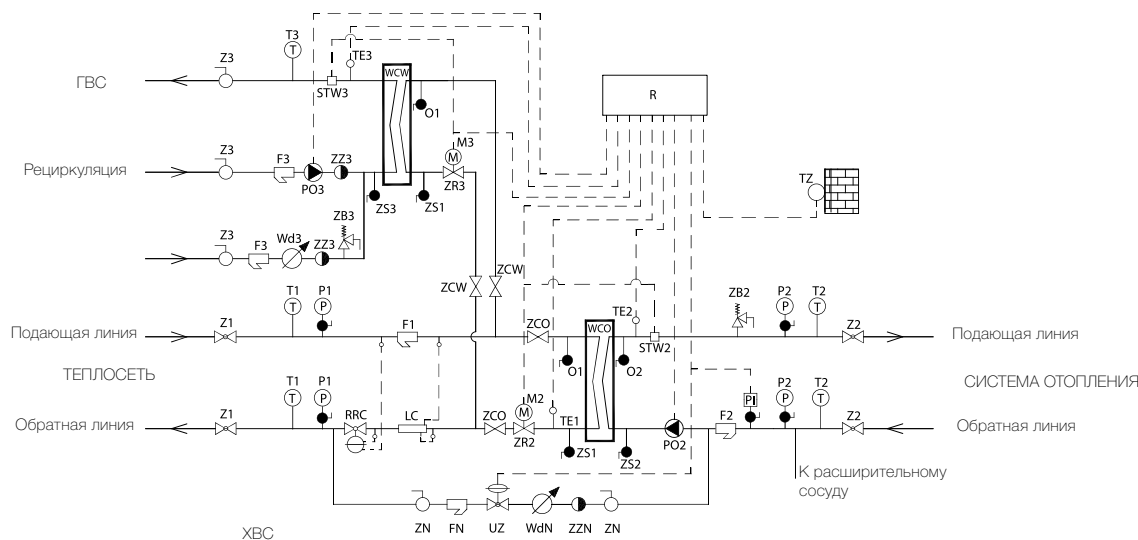 T3
Z3
TE3
WCW
ГВС
STW3
O1
R
Z3
F3
ZZ3
M3
M
Рециркуляция
PO3
ZR3
ZS3
ZS1
TZ
Z3
F3
Wd3
ZZ3
ZB3
ZCW
ZCW
T1
P1
TE2
ZB2
P2
T2
T
P
P
T
Подающая линия
Z1
F1
ZCO
WCO
STW2
Z2
Подающая линия
O1
O2
ТЕПЛОСЕТЬ
СИСТЕМА ОТОПЛЕНИЯ
T1
P1
M2
PI
P2
T2
T
P
M
P
T
Обратная линия
Z1
RRC
LC
ZCO
ZR2
TE1
F2
Z2
Обратная линия
ZS1
ZS2
PO2
К расширительному
сосуду
ZN
FN
UZ
WdN
ZZN
ZN
ХВС
T